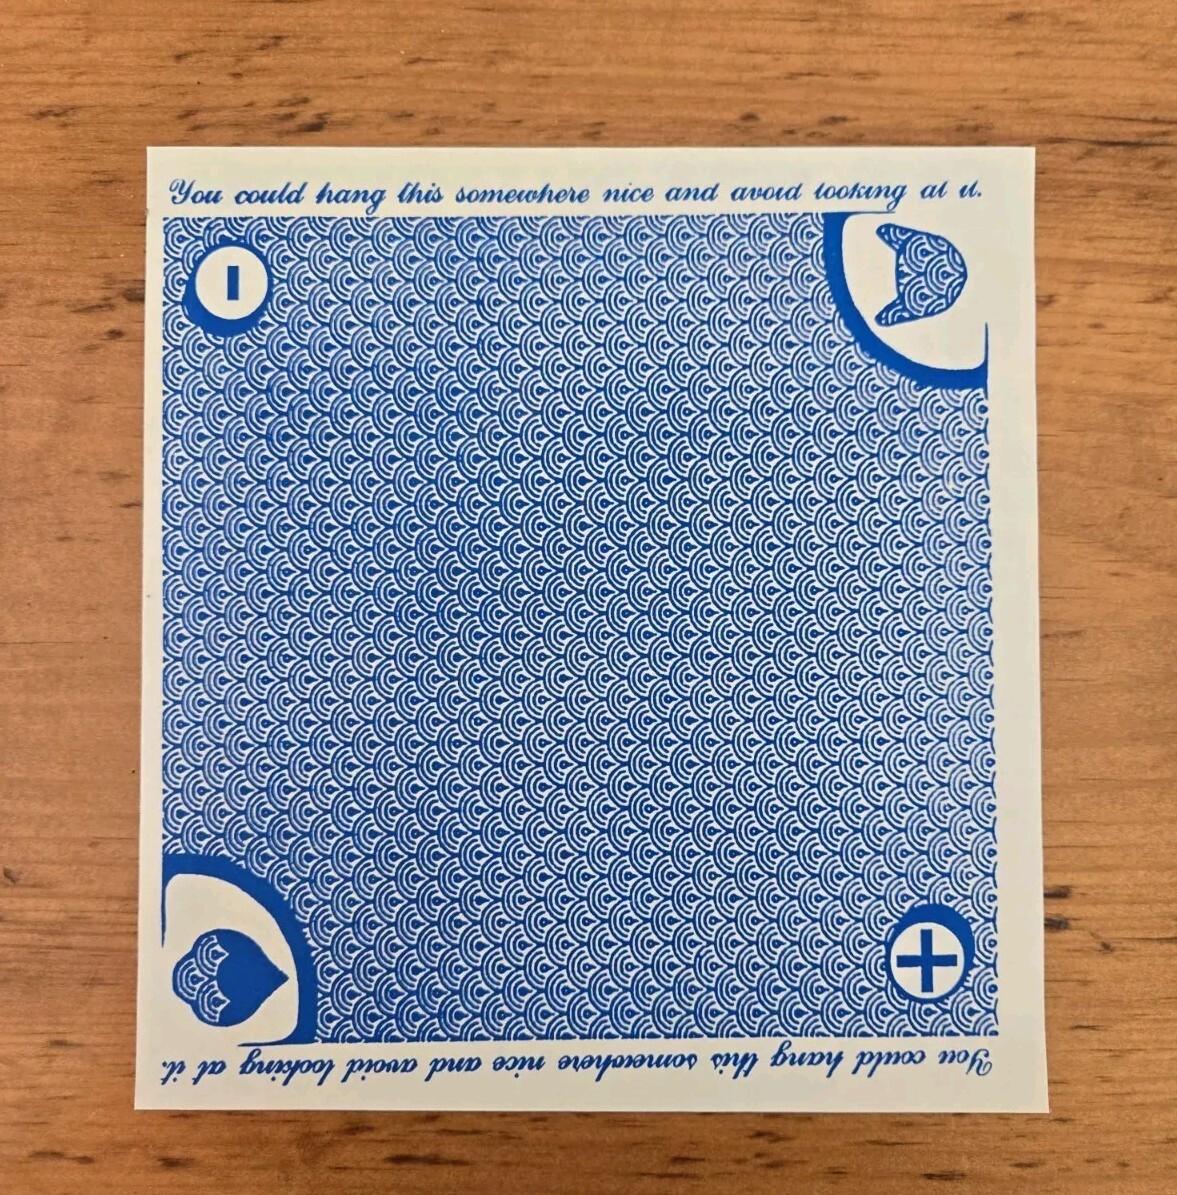 You could hang this somewhere nice and avoid looking at it.
You could hang this somewhere nice and avoid looking at it.